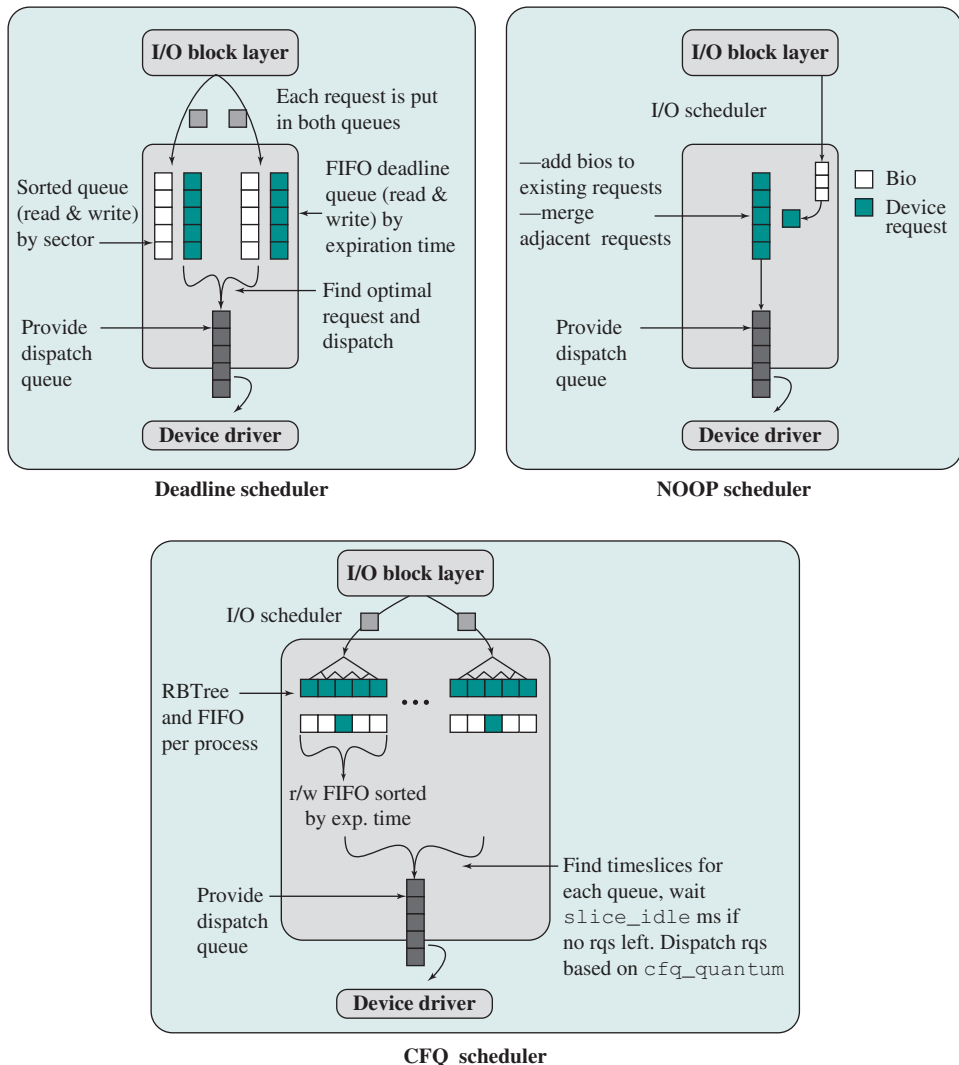 I/O block layer
Each request is put
in both queues
Sorted queue
(read & write)
by sector
FIFO deadline
queue (read &
write) by
expiration time
Find optimal
request and
dispatch
Provide
dispatch
queue
Device driver
Deadline scheduler
I/O block layer
I/O scheduler
—add bios to
existing requests
—merge
adjacent requests
Bio
Device
request
Provide
dispatch
queue
Device driver
NOOP scheduler
I/O block layer
I/O scheduler
RBTree
and FIFO
per process
r/w FIFO sorted
by exp. time
Provide
dispatch
queue
Find timeslices for
each queue, wait
slice_idle ms if
no rqs left. Dispatch rqs
based on cfq_quantum
Device driver
CFQ scheduler